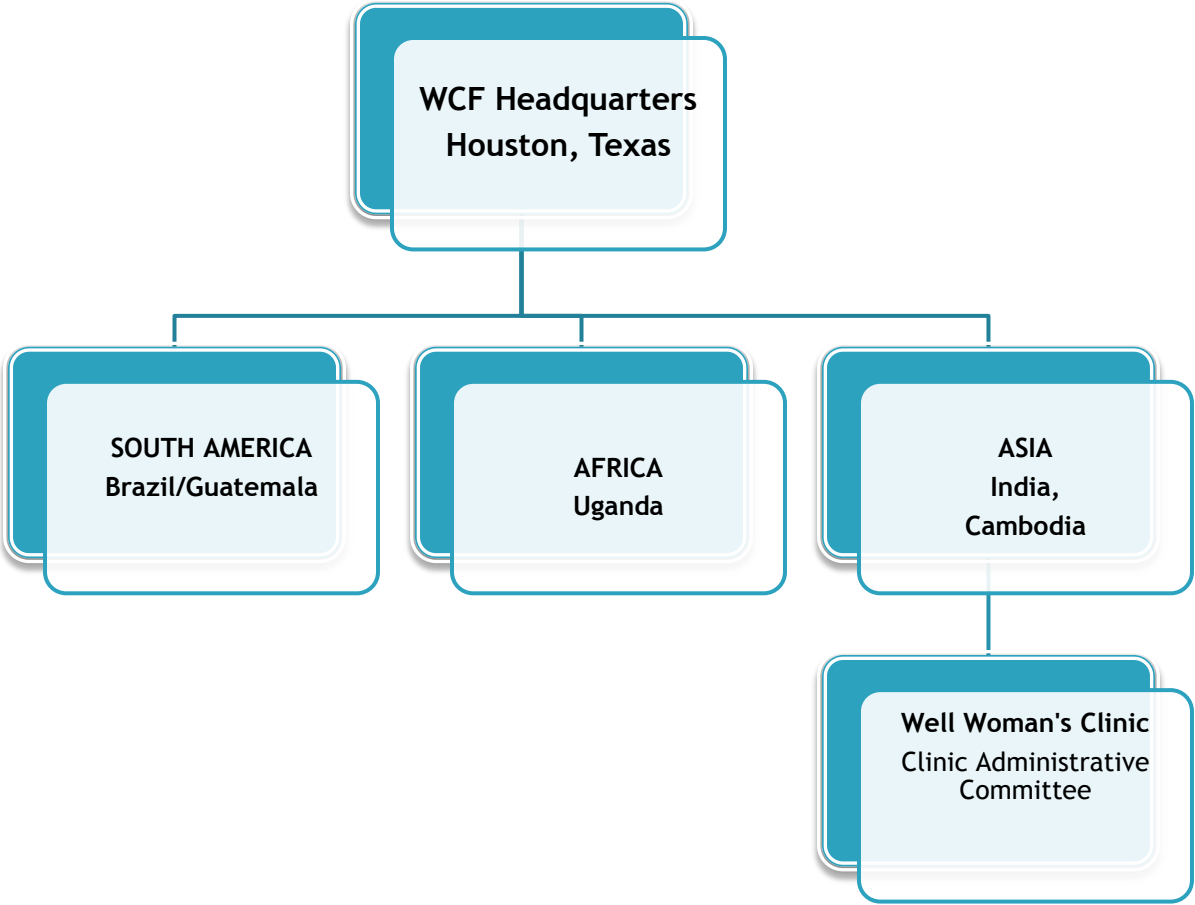 WCF Headquarters
Houston, Texas
SOUTH AMERICA
Brazil/Guatemala
AFRICA
Uganda
ASIA
India,
Cambodia
Well Woman's Clinic
Clinic Administrative
Committee